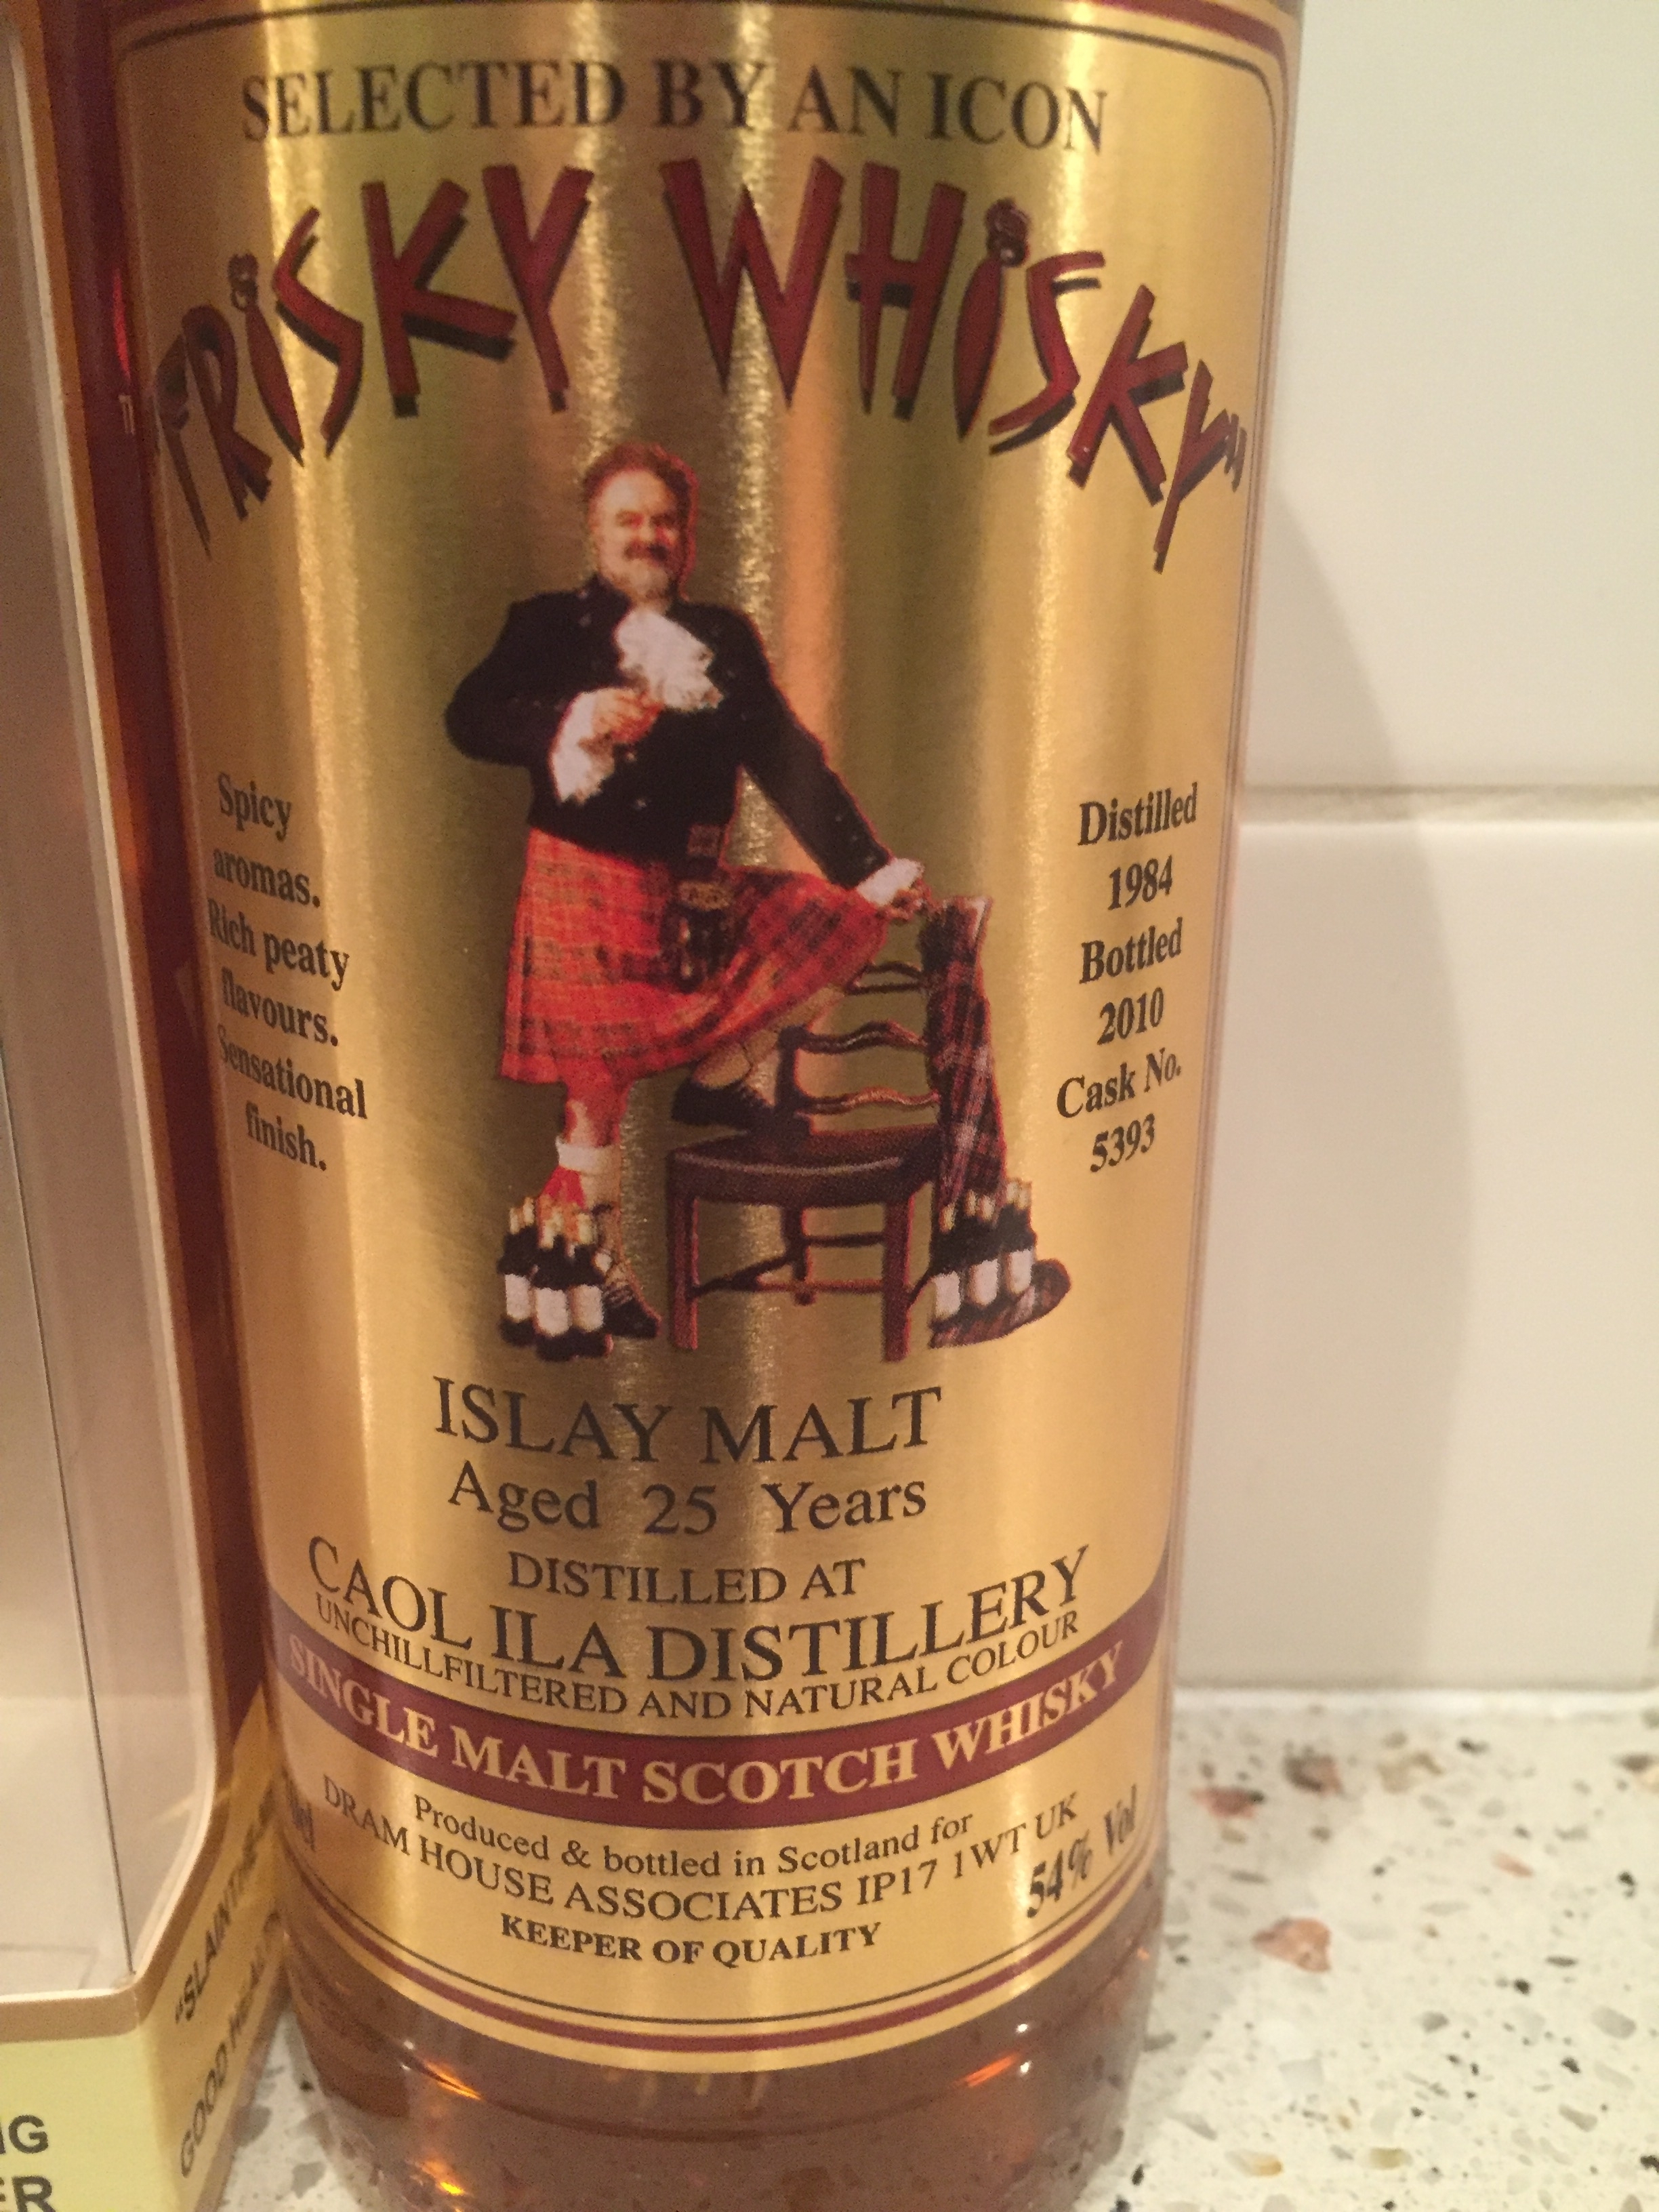 SELECTED BY AN ICON
FRiSKY WHiSKY"
Spicy
aromas.
Rich peaty
flavours.
Sensational
finish.
Distilled
1984
Bottled
2010
Cask No.
5393
ISLAY MALT
Aged 25 Years
DISTILLED AT
CAOL ILA DISTILLERY
UNCHILLFILTERED AND NATURAL COLOUR
SINGLE MALT SCOTCH WHISKY
Produced & bottled in Scotland for
DRAM HOUSE ASSOCIATES IP17 1WT UK
54% Vol
KEEPER OF QUALITY
GOOD